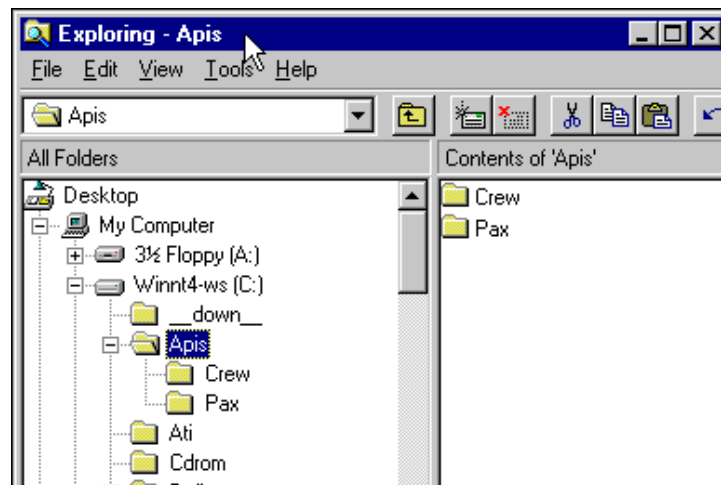 Exploring - Apis
File Edit View Tools Help
Apis
All Folders
Contents of 'Apis'
Desktop
My Computer
3½ Floppy (A:)
Winnt4-ws (C:)
__down__
Apis
Crew
Pax
Ati
Cdrom
Crew
Pax